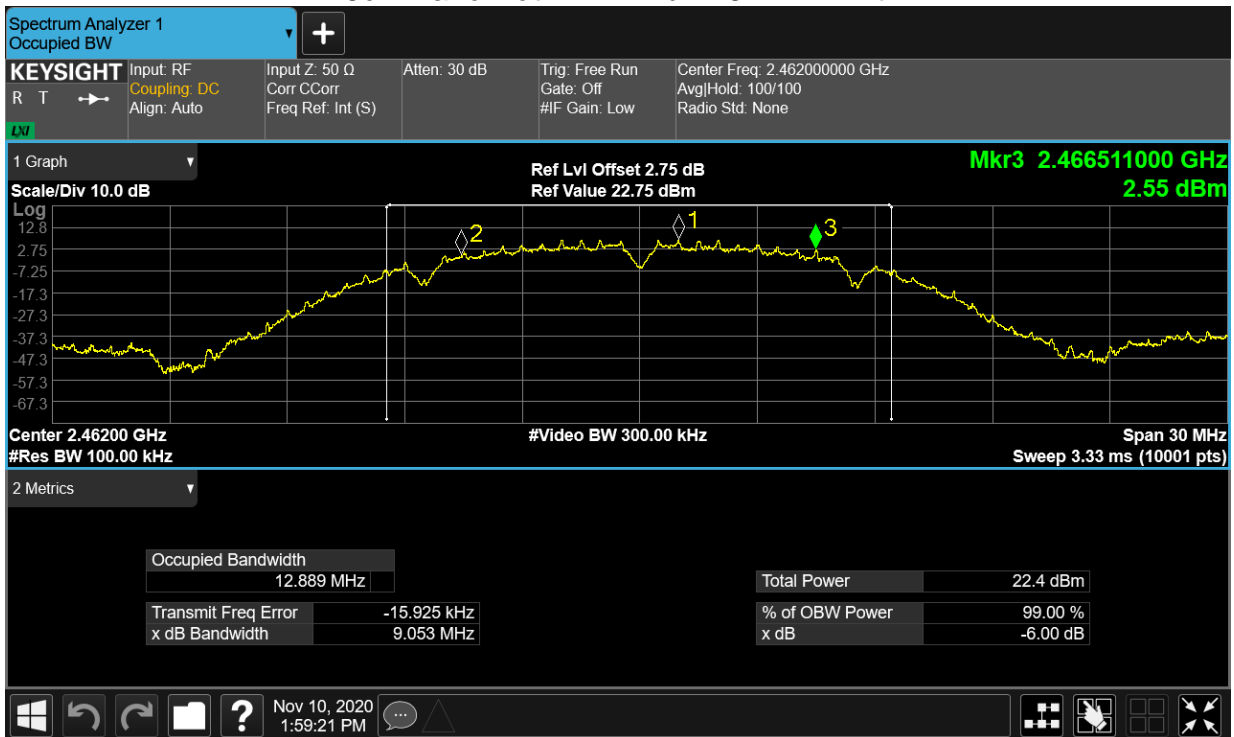 Spectrum Analyzer 1
Occupied BW
+
KEYSIGHT
R T
LXI
Input: RF
Coupling: DC
Align: Auto
Input Z: 50 Ω
Corr CCorr
Freq Ref: Int (S)
Atten: 30 dB
Trig: Free Run
Gate: Off
#IF Gain: Low
Center Freq: 2.462000000 GHz
Avg|Hold: 100/100
Radio Std: None
1 Graph
Scale/Div 10.0 dB
Ref Lvl Offset 2.75 dB
Ref Value 22.75 dBm
Mkr3 2.466511000 GHz
2.55 dBm
Log
12.8
2.75
-7.25
-17.3
-27.3
-37.3
-47.3
-57.3
-67.3
2
1
3
Center 2.46200 GHz
#Res BW 100.00 kHz
#Video BW 300.00 kHz
Span 30 MHz
Sweep 3.33 ms (10001 pts)
2 Metrics
Occupied Bandwidth
12.889 MHz
Transmit Freq Error -15.925 kHz
x dB Bandwidth 9.053 MHz
Total Power 22.4 dBm
% of OBW Power 99.00 %
x dB -6.00 dB
?
Nov 10, 2020
1:59:21 PM